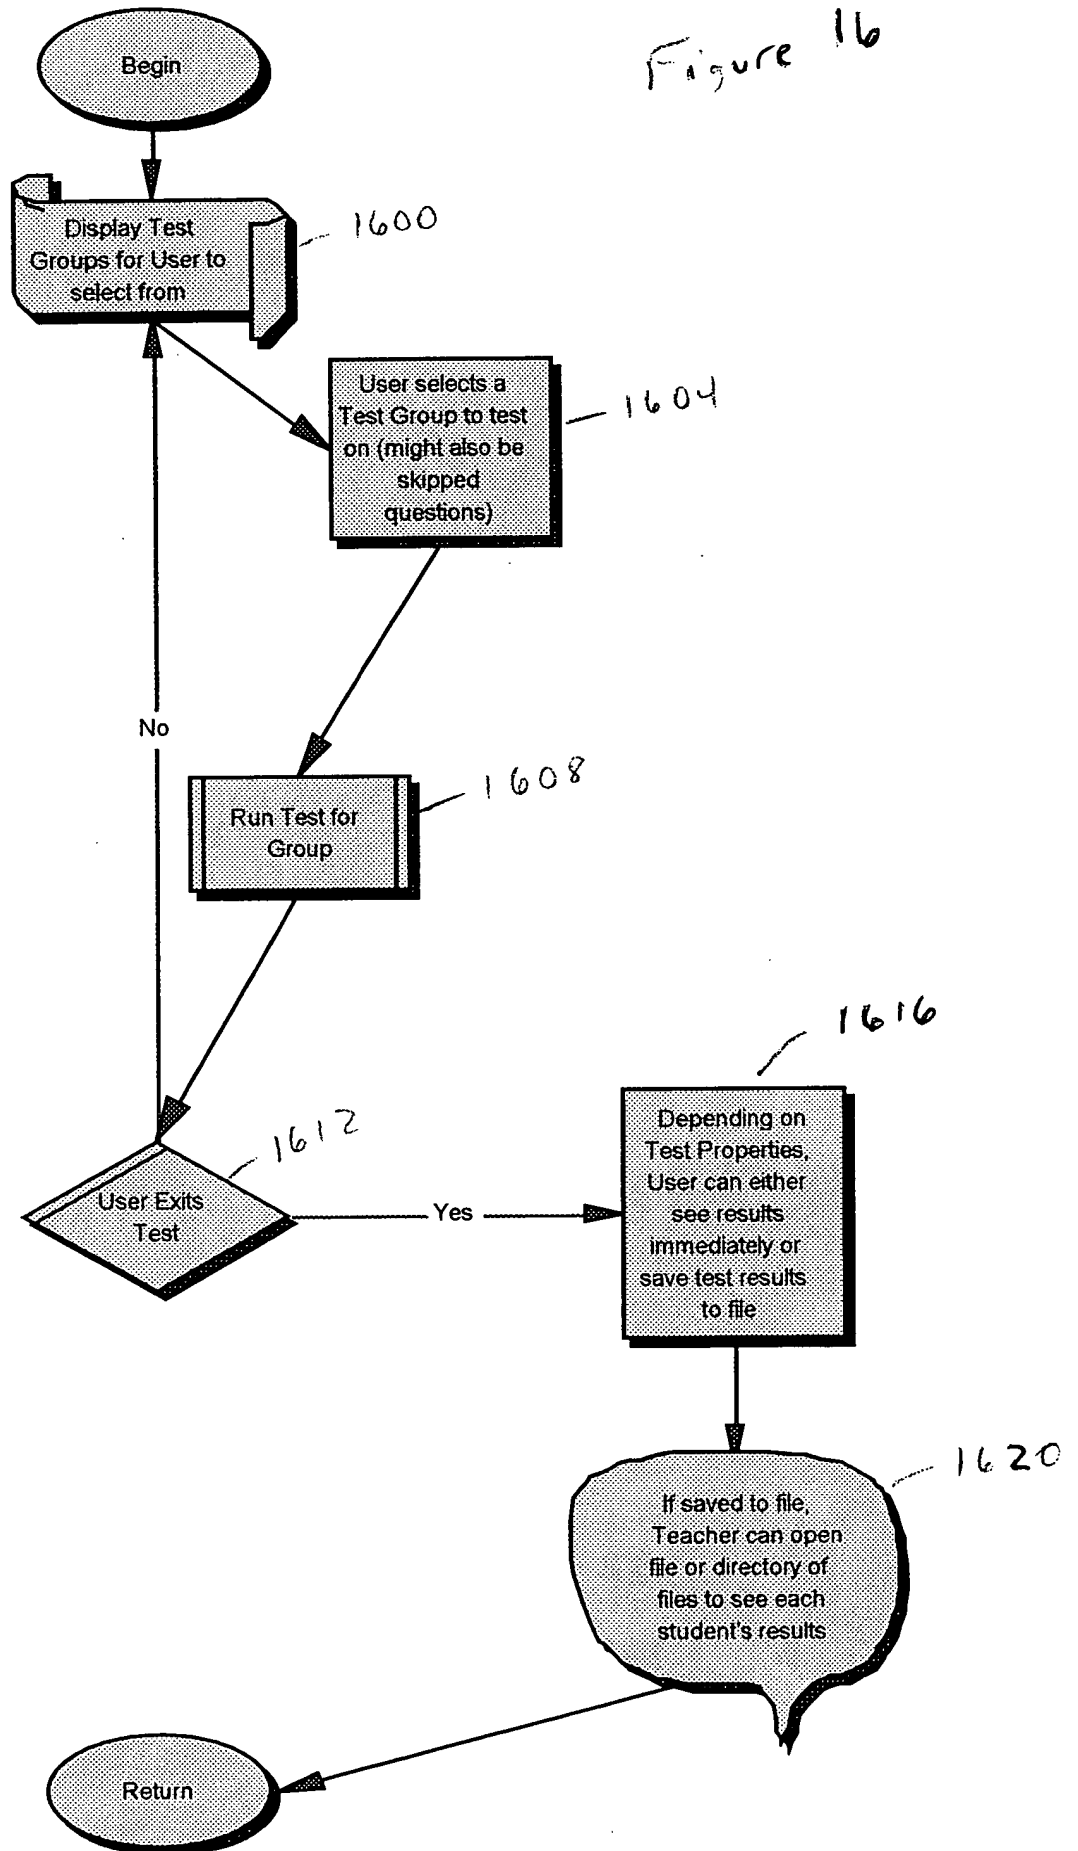 Figure 16
Begin
Display Test
Groups for User to
select from
1600
User selects a
Test Group to test
on (might also be
skipped
questions)
1604
No
Run Test for
Group
1608
User Exits
Test
1612
Yes
1616
Depending on
Test Properties,
User can either
see results
immediately or
save test results
to file
If saved to file,
Teacher can open
file or directory of
files to see each
student's results
1620
Return